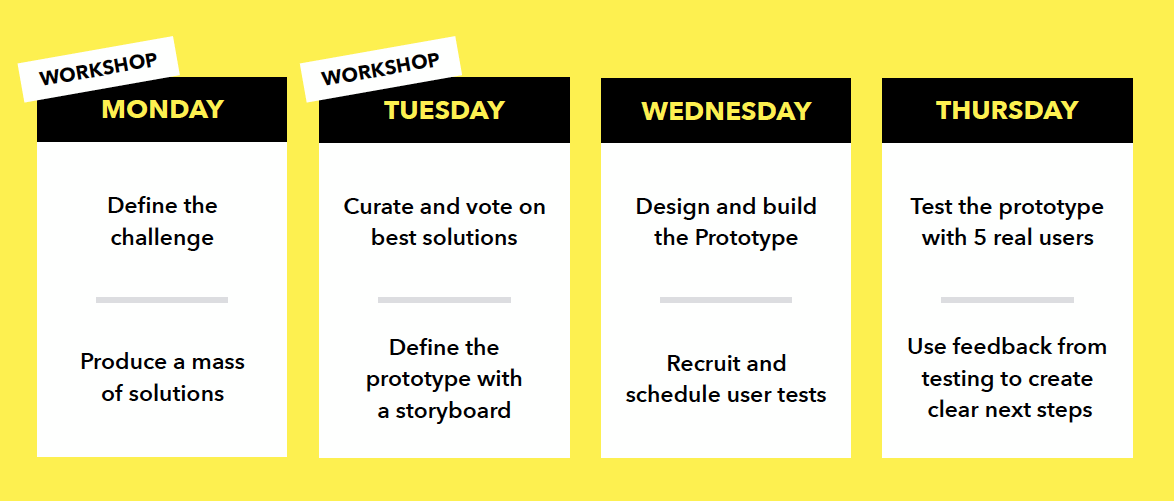 WORKSHOP
MONDAY
Define the
challenge
Produce a mass
of solutions
WORKSHOP
TUESDAY
Curate and vote on
best solutions
Define the
prototype with
a storyboard
WEDNESDAY
Design and build
the Prototype
Recruit and
schedule user tests
THURSDAY
Test the prototype
with 5 real users
Use feedback from
testing to create
clear next steps